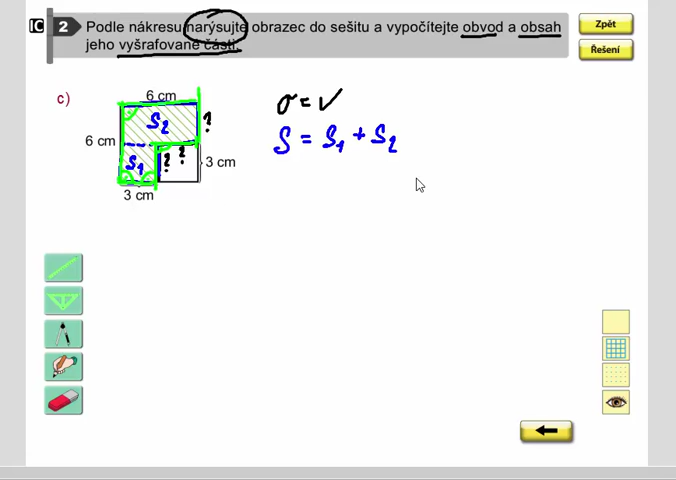 IC 2 Podle nákresu narýsujte obrazec do sešitu a vypočítejte obvod a obsah
jeho vyšrafované části.
Zpět
Řešení
c)
6 cm
σ = ✓
S2
?
S = S1 + S2
6 cm
S1
?
?
3 cm
3 cm